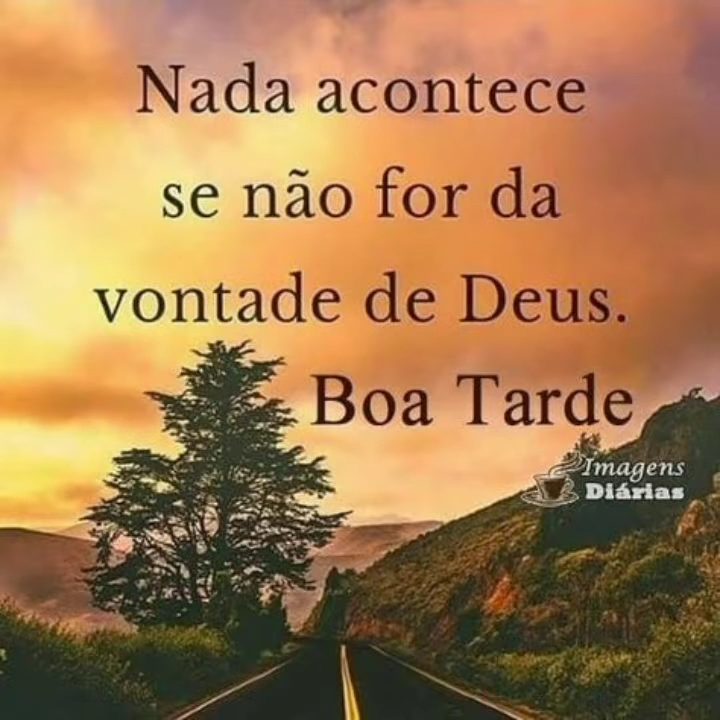 Nada acontece
se não for da
vontade de Deus.
Boa Tarde
Imagens
Diárias